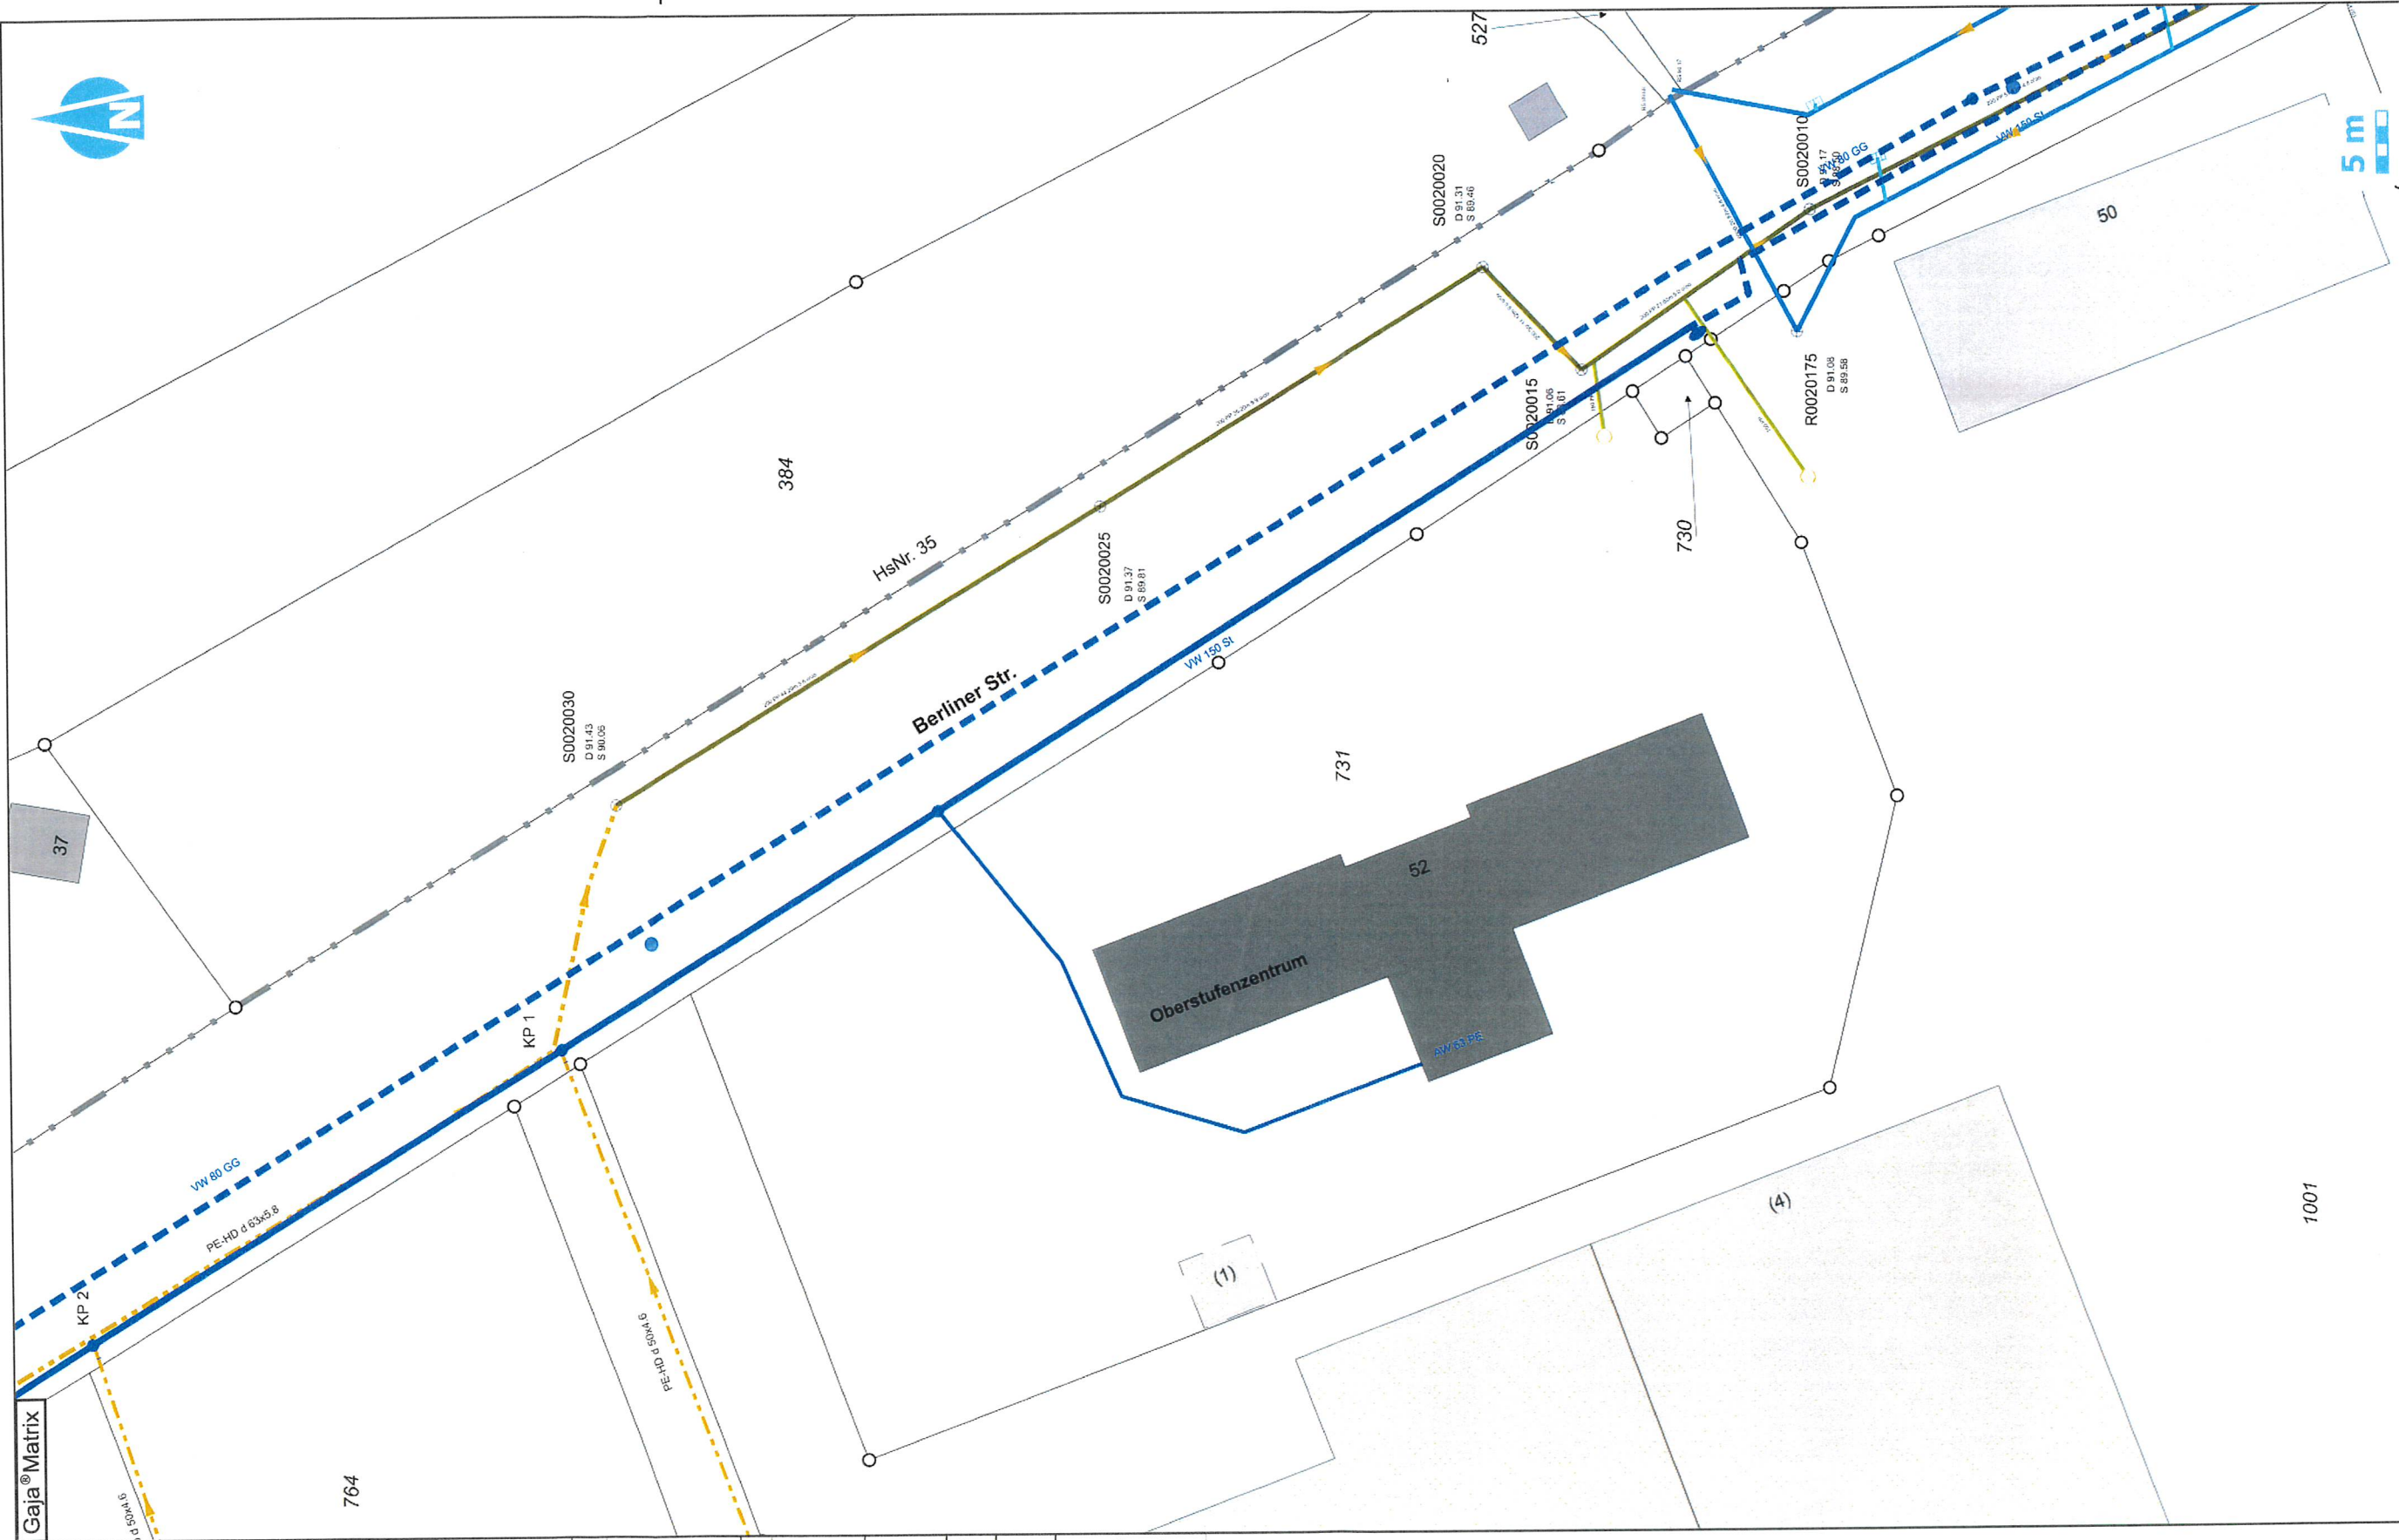 N
527
5 m
S0020020
D 91.31
S 89.46
S0020010
VW 80 GG
VW 150 St
50
384
HsNr. 35
S0020025
D 91.37
S 89.81
S0020015
D 91.06
R0020175
D 91.08
S 89.58
730
VW 150 St
Berliner Str.
S0020030
D 91.43
S 90.06
37
731
52
Oberstufenzentrum
AW 63 PE
KP 1
VW 80 GG
PE-HD d 63x5.8
KP 2
PE-HD d 50x4.6
(1)
(4)
1001
764
d 50x4.6
Gaja®Matrix